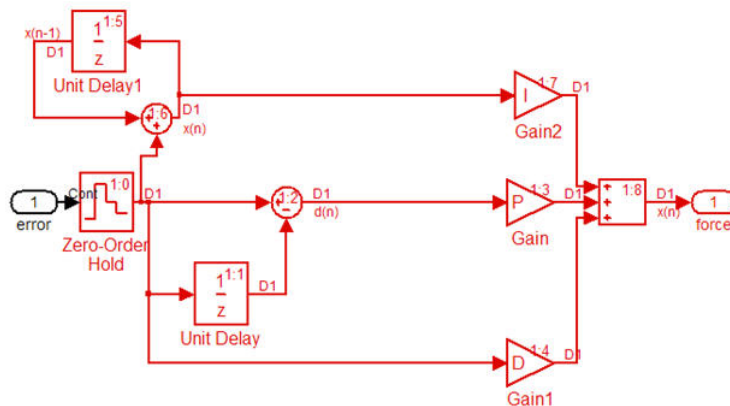 x(n-1)
D1
1
z
1:5
Unit Delay1
1:6
D1
x(n)
I
1:7
D1
Gain2
1
error
Cont
1:0
D1
Zero-Order
Hold
1:2
D1
d(n)
P
1:3
D1
Gain
1:8
D1
x(n)
1
force
1
z
1:1
D1
Unit Delay
D
1:4
D1
Gain1